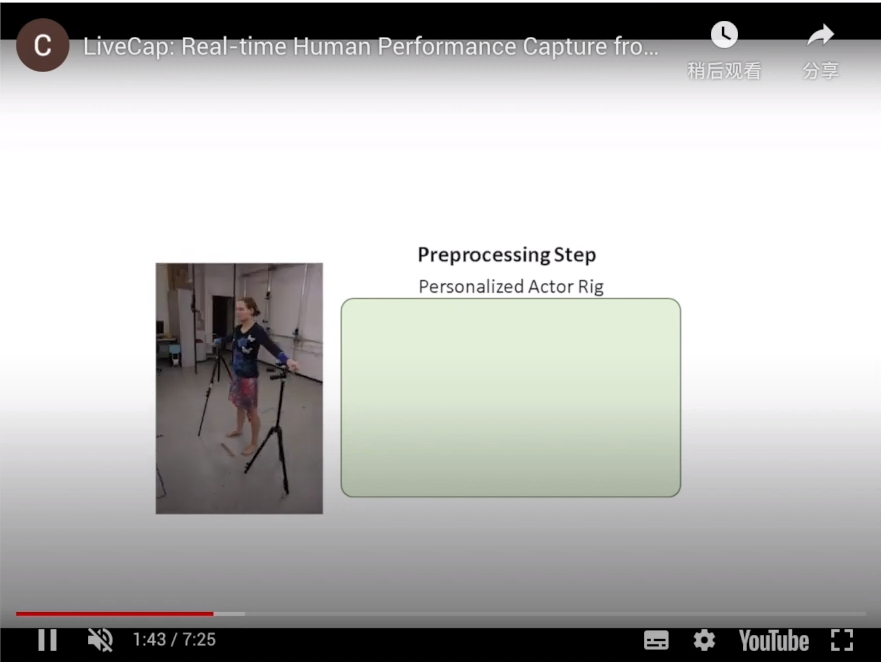 C
LiveCap: Real-time Human Performance Capture fro...
稍后观看
分享
Preprocessing Step
Personalized Actor Rig
1:43 / 7:25
YouTube